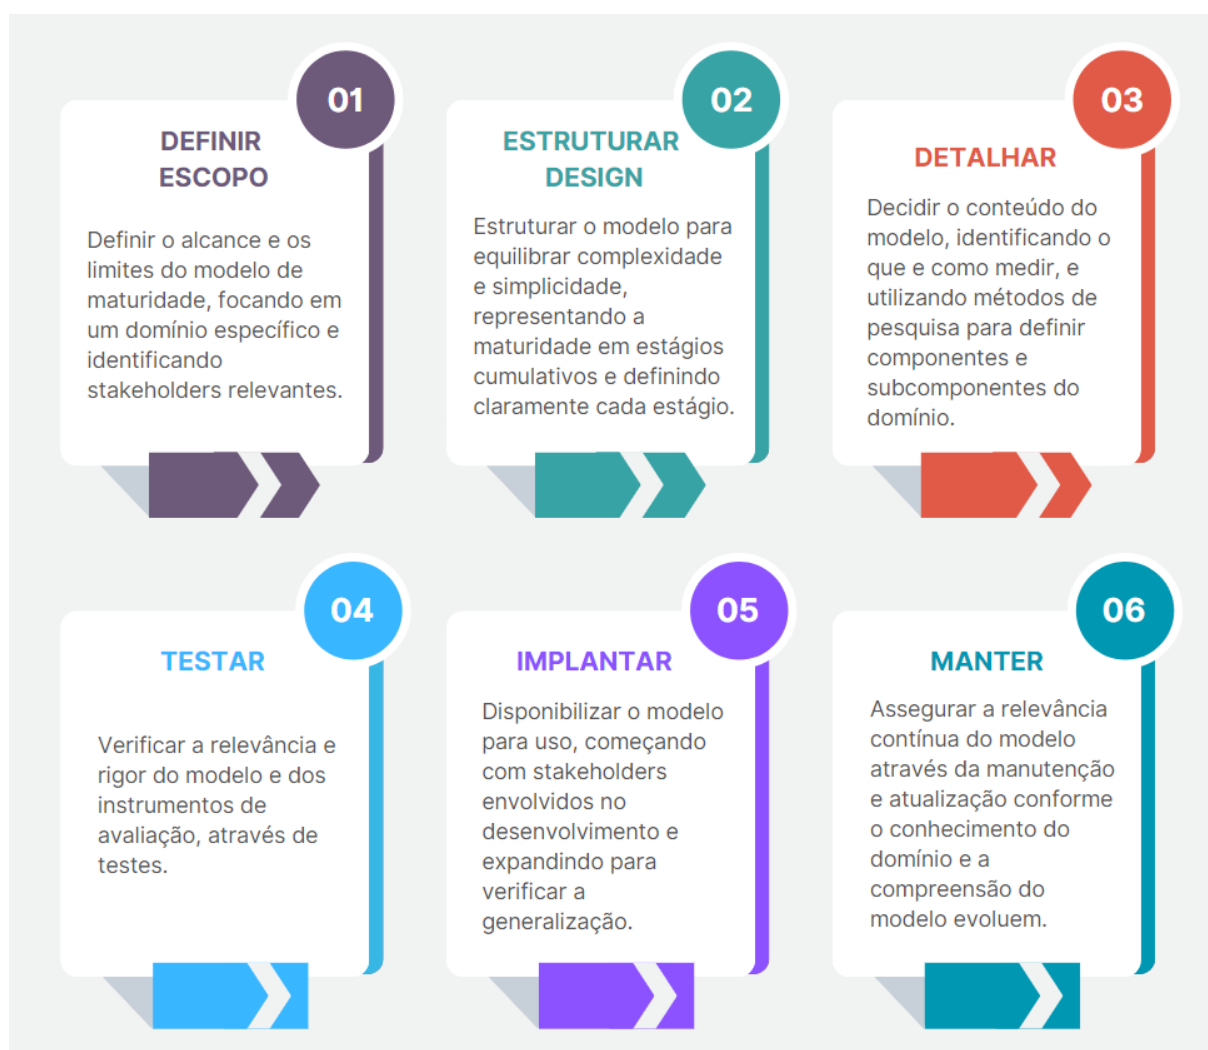 01
DEFINIR
ESCOPO
Definir o alcance e os
limites do modelo de
maturidade, focando em
um domínio específico e
identificando
stakeholders relevantes.
02
ESTRUTURAR
DESIGN
Estruturar o modelo para
equilibrar complexidade
e simplicidade,
representando a
maturidade em estágios
cumulativos e definindo
claramente cada estágio.
03
DETALHAR
Decidir o conteúdo do
modelo, identificando o
que e como medir, e
utilizando métodos de
pesquisa para definir
componentes e
subcomponentes do
domínio.
04
TESTAR
Verificar a relevância e
rigor do modelo e dos
instrumentos de
avaliação, através de
testes.
05
IMPLANTAR
Disponibilizar o modelo
para uso, começando
com stakeholders
envolvidos no
desenvolvimento e
expandindo para
verificar a
generalização.
06
MANTER
Assegurar a relevância
contínua do modelo
através da manutenção
e atualização conforme
o conhecimento do
domínio e a
compreensão do
modelo evoluem.